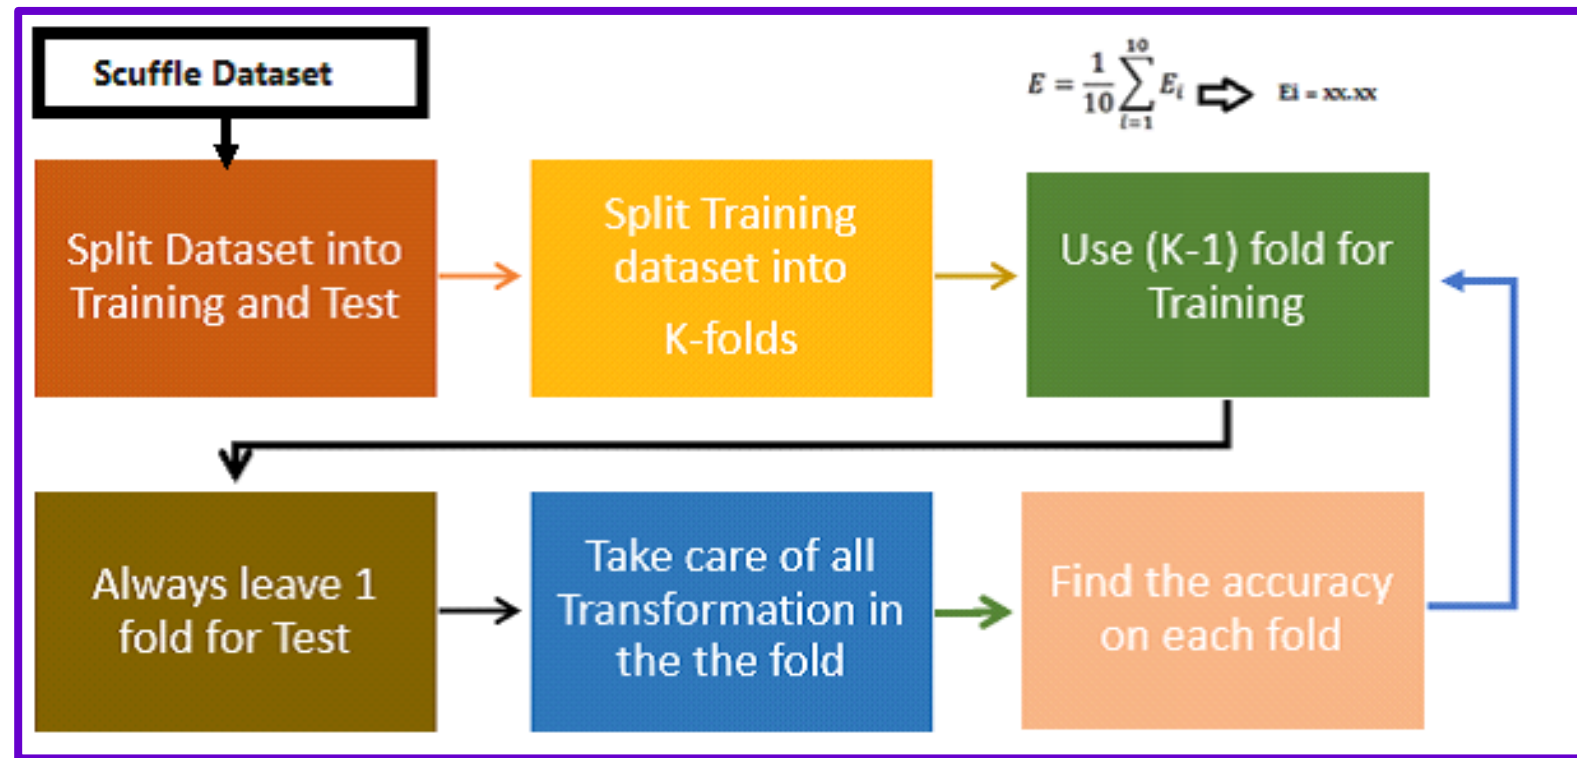 Scuffle Dataset
E = \frac{1}{10} \sum_{i=1}^{10} E_i
Ei = xx.xx
Split Dataset into
Training and Test
Split Training
dataset into
K-folds
Use (K-1) fold for
Training
Always leave 1
fold for Test
Take care of all
Transformation in
the the fold
Find the accuracy
on each fold